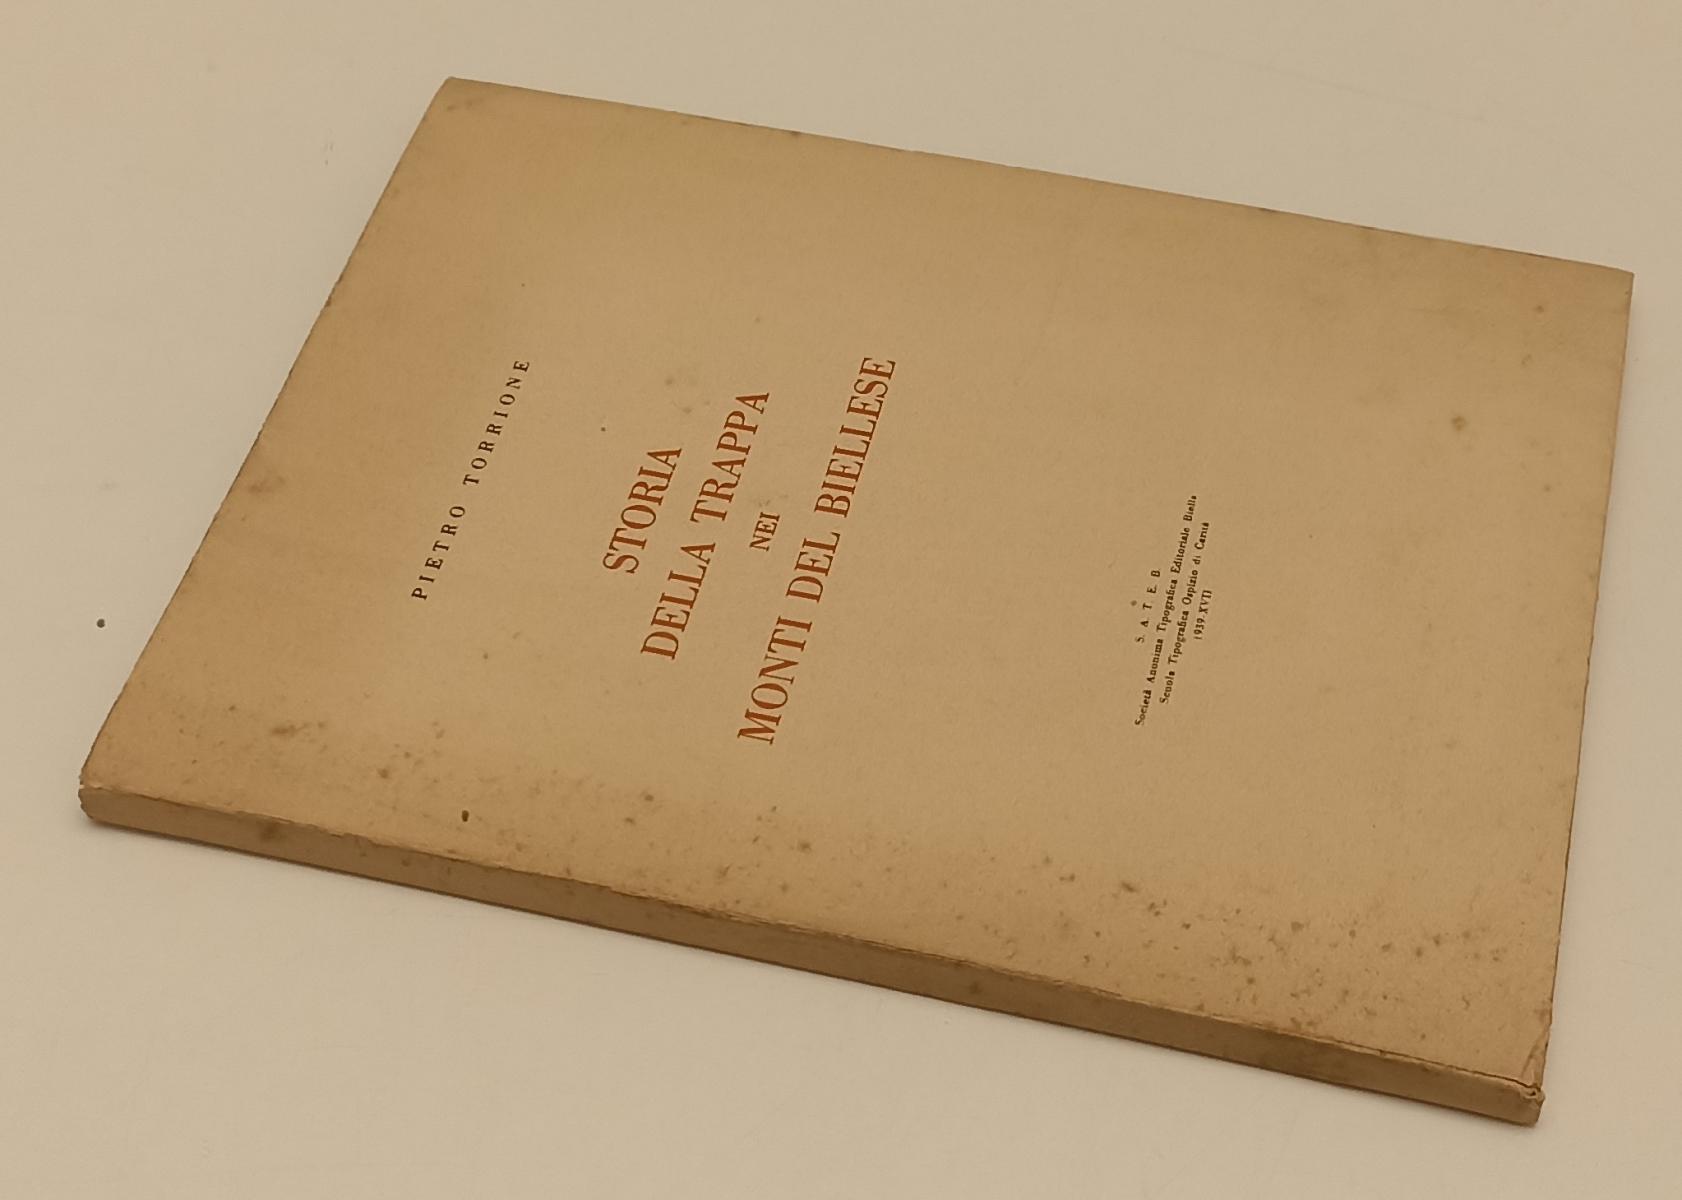 PIETRO TORRIONE
STORIA
DELLA TRAPPA
NEI
MONTI DEL BIELLESE
S. A. T. E. B.
Società Anonima Tipografica Editoriale Biella
Scuola Tipografica Ospizio di Carità
1939-XVII